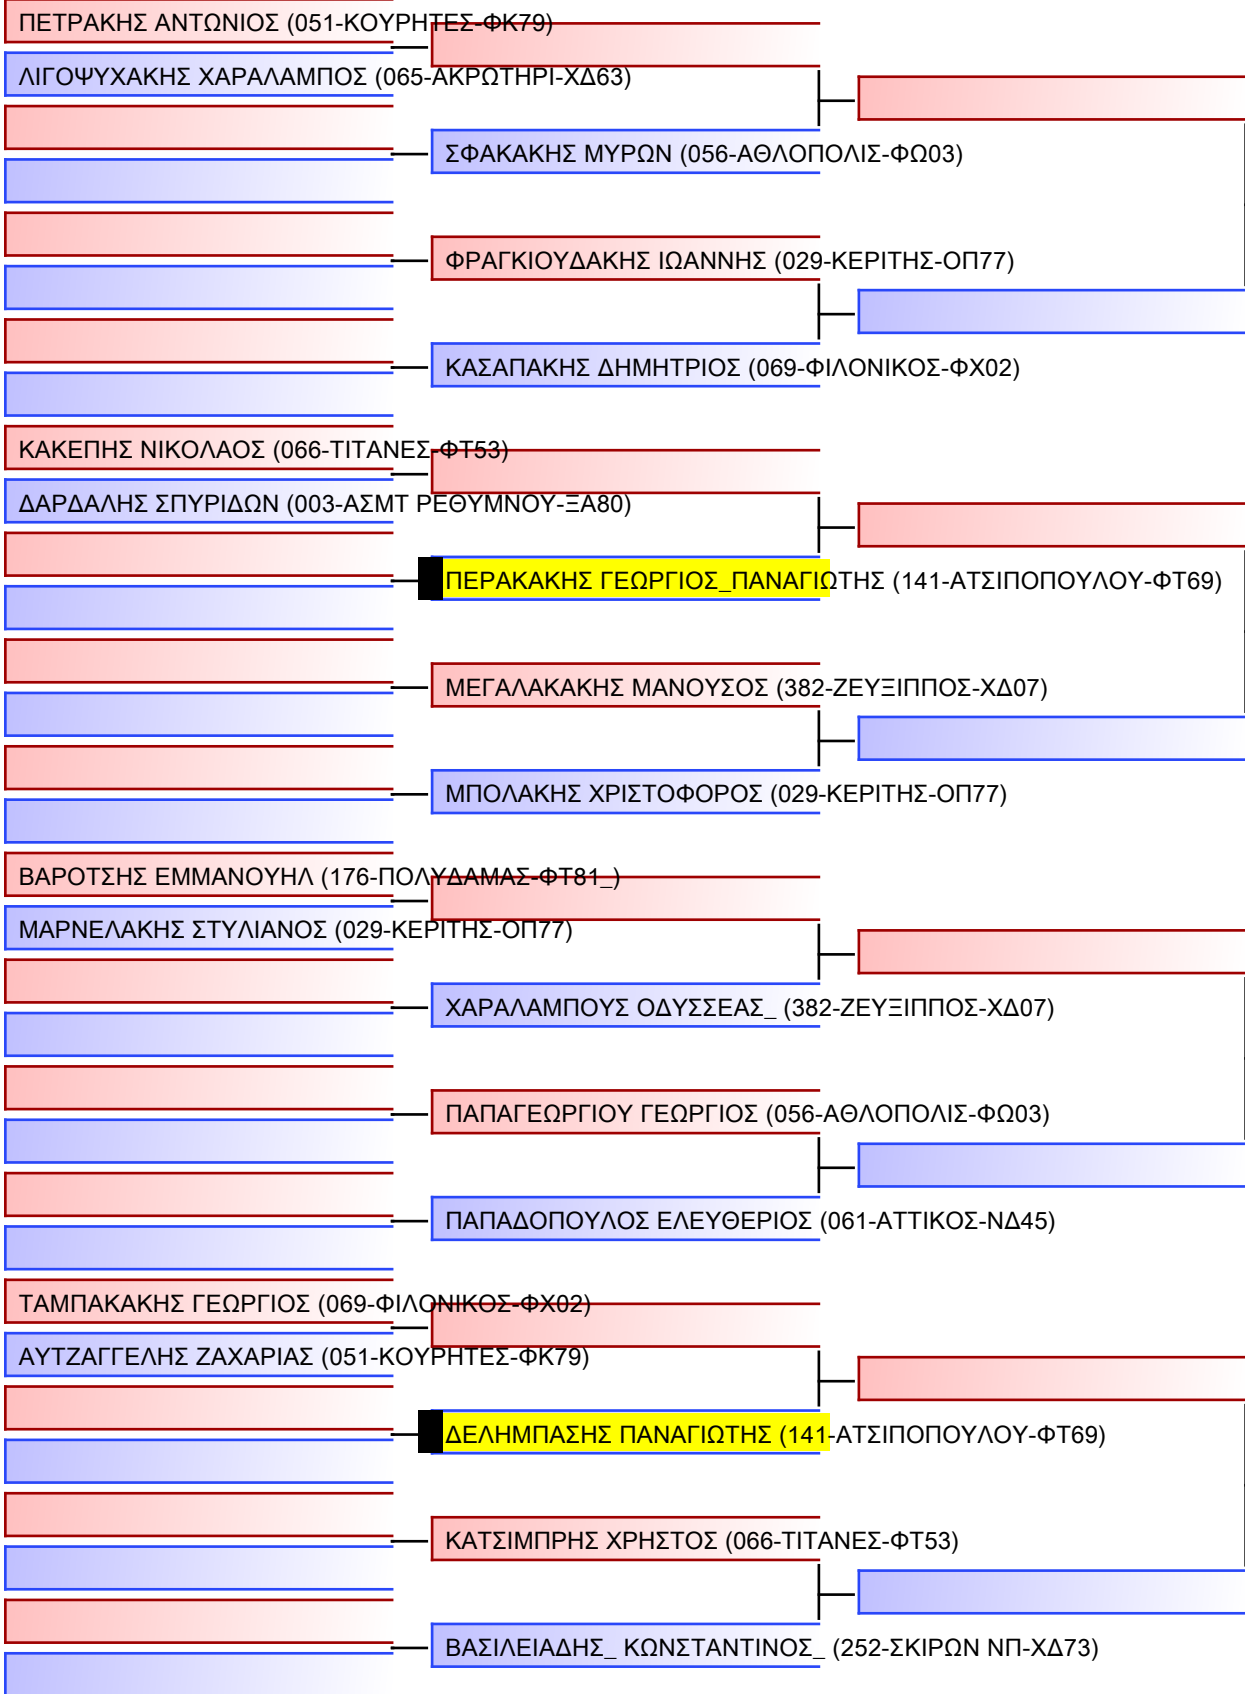 ΠΕΤΡΑΚΗΣ ΑΝΤΩΝΙΟΣ (051-ΚΟΥΡΗΤΕΣ-ΦΚ79)
ΛΙΓΟΨΥΧΑΚΗΣ ΧΑΡΑΛΑΜΠΟΣ (065-ΑΚΡΩΤΗΡΙ-ΧΔ63)
ΣΦΑΚΑΚΗΣ ΜΥΡΩΝ (056-ΑΘΛΟΠΟΛΙΣ-ΦΩ03)
ΦΡΑΓΚΙΟΥΔΑΚΗΣ ΙΩΑΝΝΗΣ (029-ΚΕΡΙΤΗΣ-ΟΠ77)
ΚΑΣΑΠΑΚΗΣ ΔΗΜΗΤΡΙΟΣ (069-ΦΙΛΟΝΙΚΟΣ-ΦΧ02)
ΚΑΚΕΠΗΣ ΝΙΚΟΛΑΟΣ (066-ΤΙΤΑΝΕΣ-ΦΤ53)
ΔΑΡΔΑΛΗΣ ΣΠΥΡΙΔΩΝ (003-ΑΣΜΤ ΡΕΘΥΜΝΟΥ-ΞΑ80)
ΠΕΡΑΚΑΚΗΣ ΓΕΩΡΓΙΟΣ_ΠΑΝΑΓΙΩΤΗΣ (141-ΑΤΣΙΠΟΠΟΥΛΟΥ-ΦΤ69)
ΜΕΓΑΛΑΚΑΚΗΣ ΜΑΝΟΥΣΟΣ (382-ΖΕΥΞΙΠΠΟΣ-ΧΔ07)
ΜΠΟΛΑΚΗΣ ΧΡΙΣΤΟΦΟΡΟΣ (029-ΚΕΡΙΤΗΣ-ΟΠ77)
ΒΑΡΟΤΣΗΣ ΕΜΜΑΝΟΥΗΛ (176-ΠΟΛΥΔΑΜΑΣ-ΦΤ81_)
ΜΑΡΝΕΛΑΚΗΣ ΣΤΥΛΙΑΝΟΣ (029-ΚΕΡΙΤΗΣ-ΟΠ77)
ΧΑΡΑΛΑΜΠΟΥΣ ΟΔΥΣΣΕΑΣ_ (382-ΖΕΥΞΙΠΠΟΣ-ΧΔ07)
ΠΑΠΑΓΕΩΡΓΙΟΥ ΓΕΩΡΓΙΟΣ (056-ΑΘΛΟΠΟΛΙΣ-ΦΩ03)
ΠΑΠΑΔΟΠΟΥΛΟΣ ΕΛΕΥΘΕΡΙΟΣ (061-ΑΤΤΙΚΟΣ-ΝΔ45)
ΤΑΜΠΑΚΑΚΗΣ ΓΕΩΡΓΙΟΣ (069-ΦΙΛΟΝΙΚΟΣ-ΦΧ02)
ΑΥΤΖΑΓΓΕΛΗΣ ΖΑΧΑΡΙΑΣ (051-ΚΟΥΡΗΤΕΣ-ΦΚ79)
ΔΕΛΗΜΠΑΣΗΣ ΠΑΝΑΓΙΩΤΗΣ (141-ΑΤΣΙΠΟΠΟΥΛΟΥ-ΦΤ69)
ΚΑΤΣΙΜΠΡΗΣ ΧΡΗΣΤΟΣ (066-ΤΙΤΑΝΕΣ-ΦΤ53)
ΒΑΣΙΛΕΙΑΔΗΣ_ ΚΩΝΣΤΑΝΤΙΝΟΣ_ (252-ΣΚΙΡΩΝ ΝΠ-ΧΔ73)